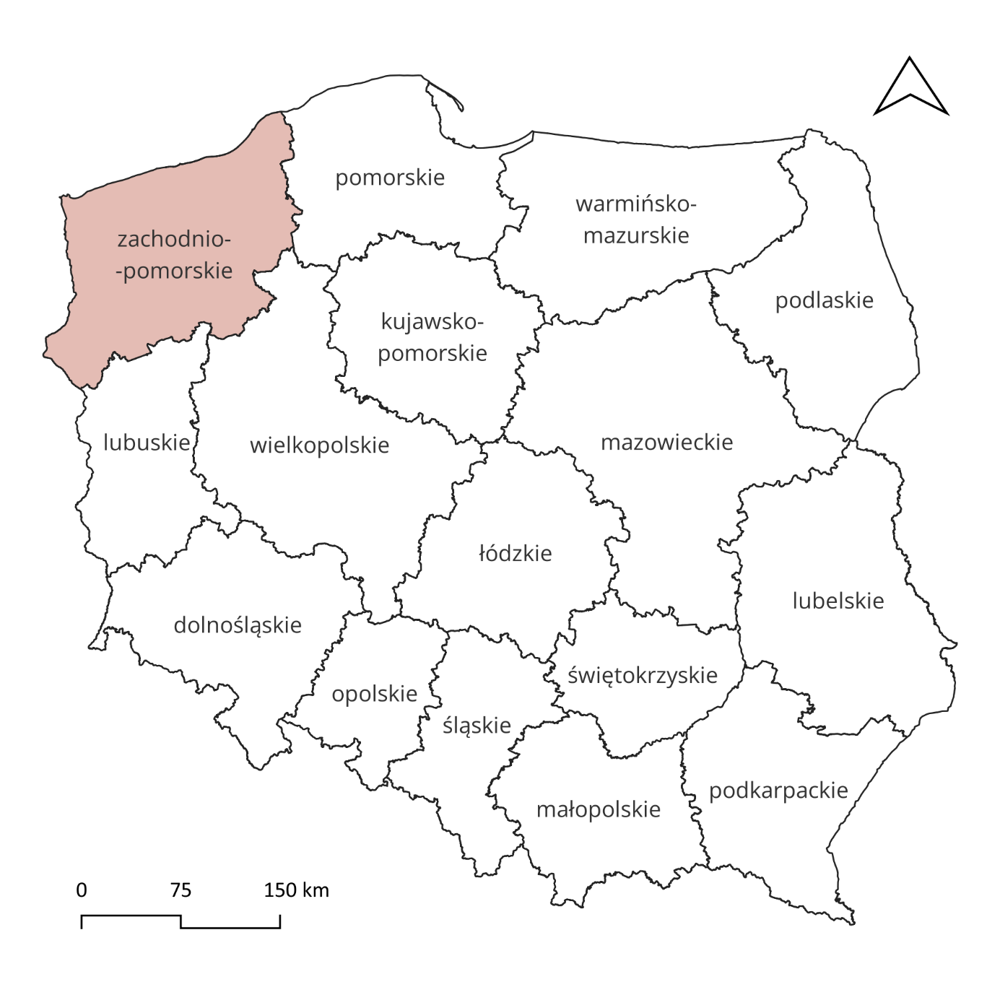 pomorskie
warmińsko-
mazurskie
zachodnio-
-pomorskie
podlaskie
kujawsko-
pomorskie
lubuskie
wielkopolskie
mazowieckie
łódzkie
lubelskie
dolnośląskie
świętokrzyskie
opolskie
śląskie
podkarpackie
małopolskie
0 75 150 km